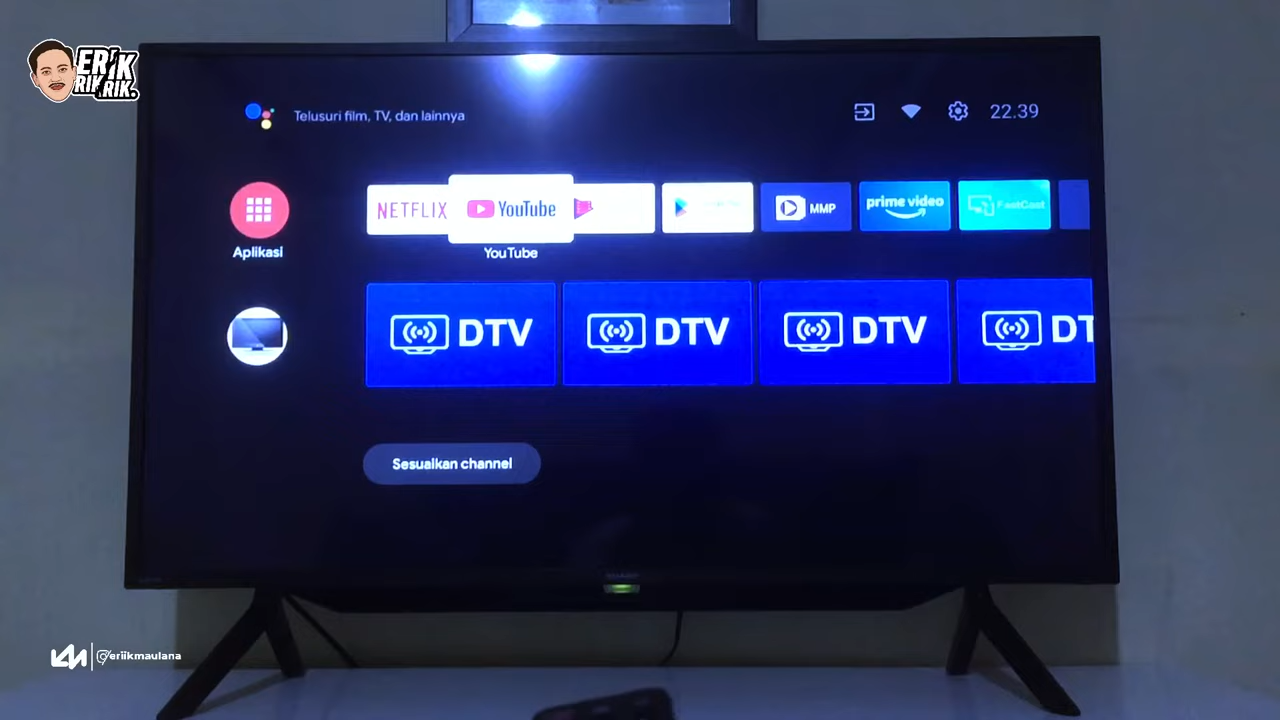 ERIK
RIK
RIK.
Telusuri film, TV, dan lainnya
22.39
NETFLIX
YouTube
MMP
prime video
FastCast
Aplikasi
YouTube
DTV
DTV
DTV
DT
Sesuaikan channel
@eriikmaulana